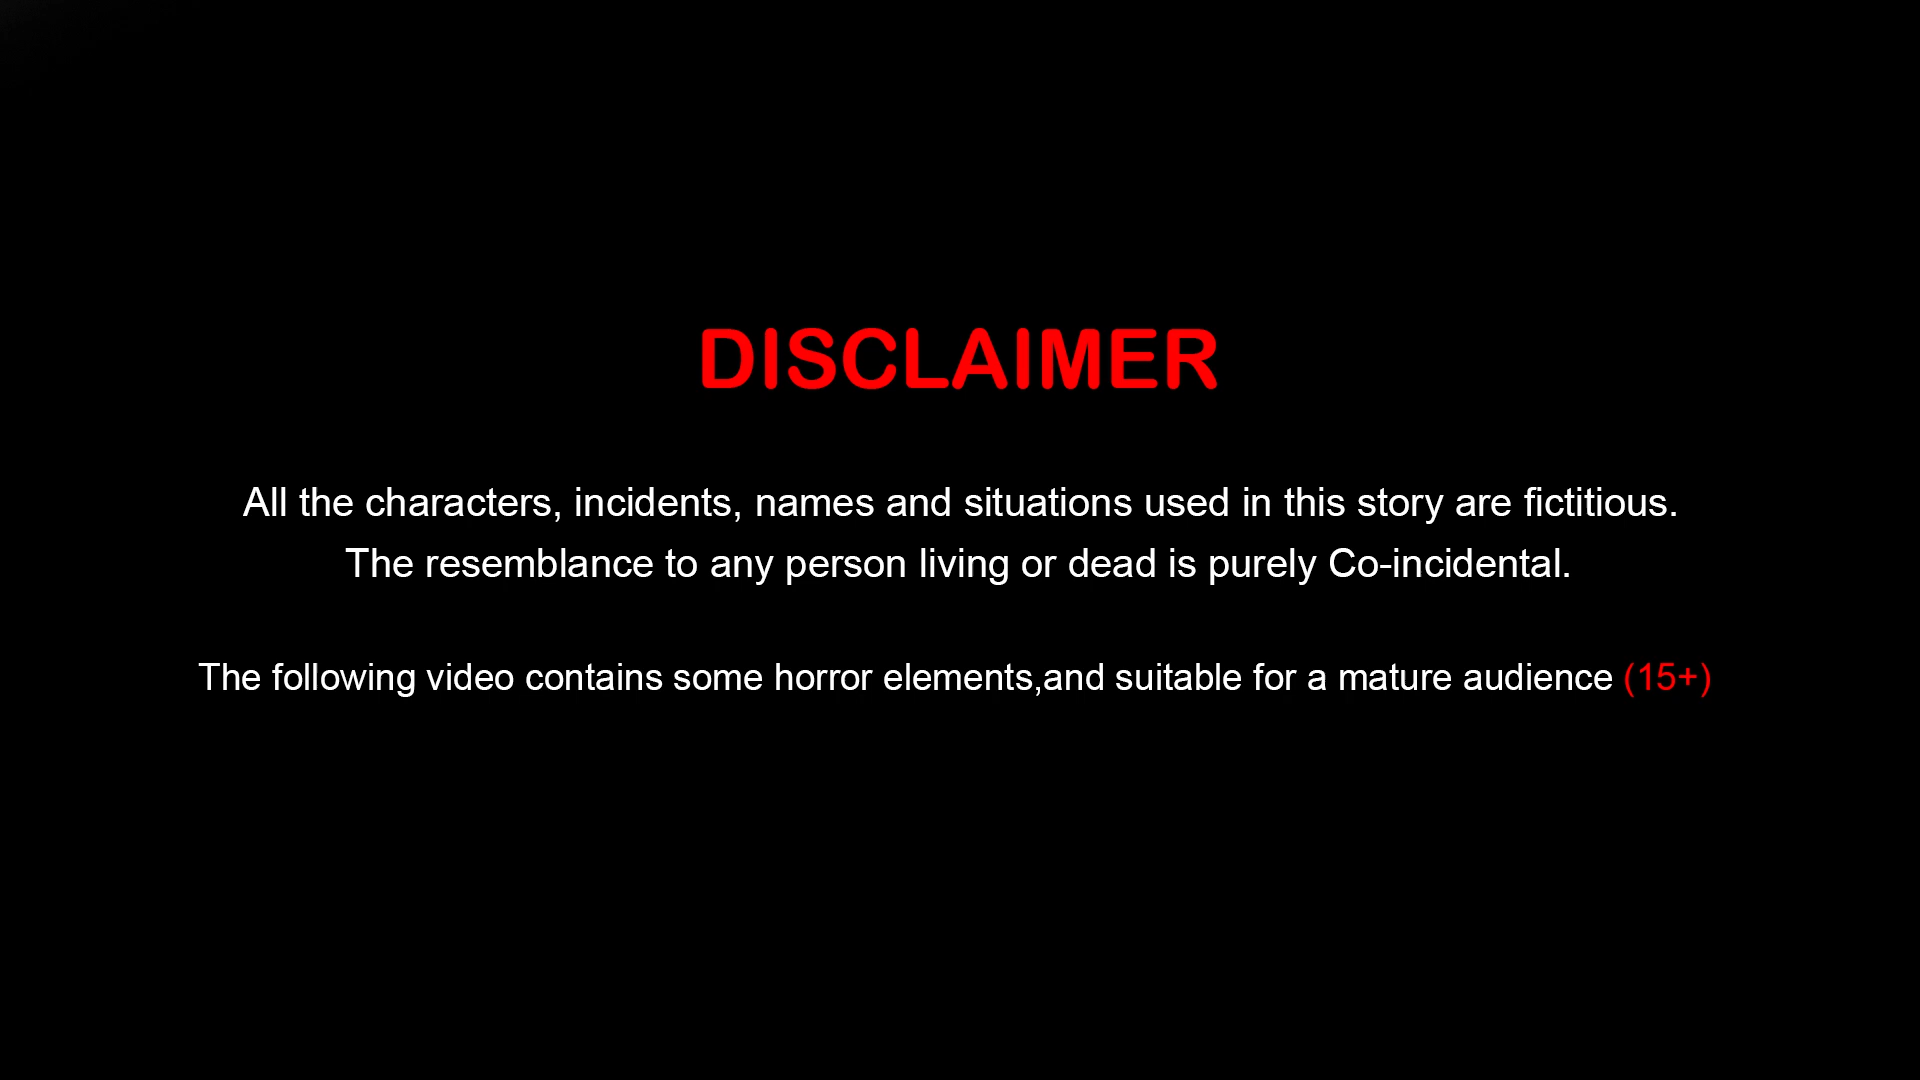 DISCLAIMER
All the characters, incidents, names and situations used in this story are fictitious.
The resemblance to any person living or dead is purely Co-incidental.
The following video contains some horror elements,and suitable for a mature audience (15+)